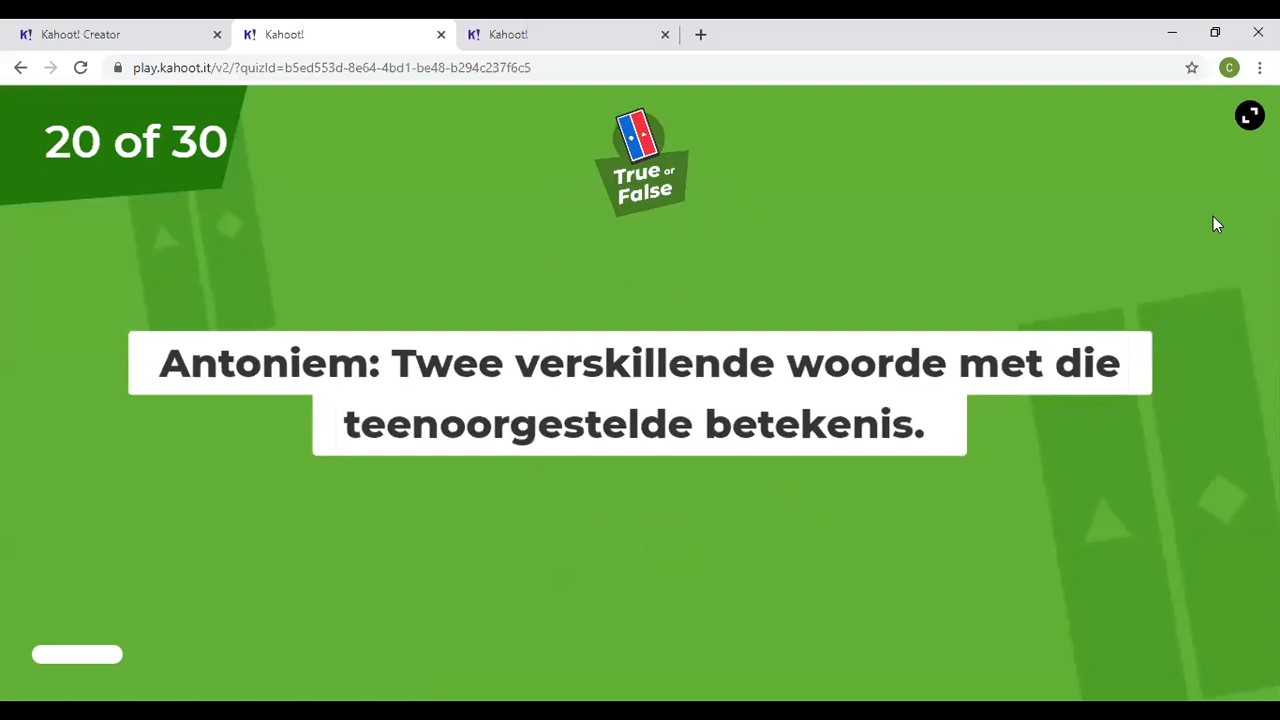 Kahoot! Creator
Kahoot!
Kahoot!
play.kahoot.it/v2/?quizId=b5ed553d-8e64-4bd1-be48-b294c237f6c5
C
20 of 30
True or
False
Antoniem: Twee verskillende woorde met die
teenoorgestelde betekenis.